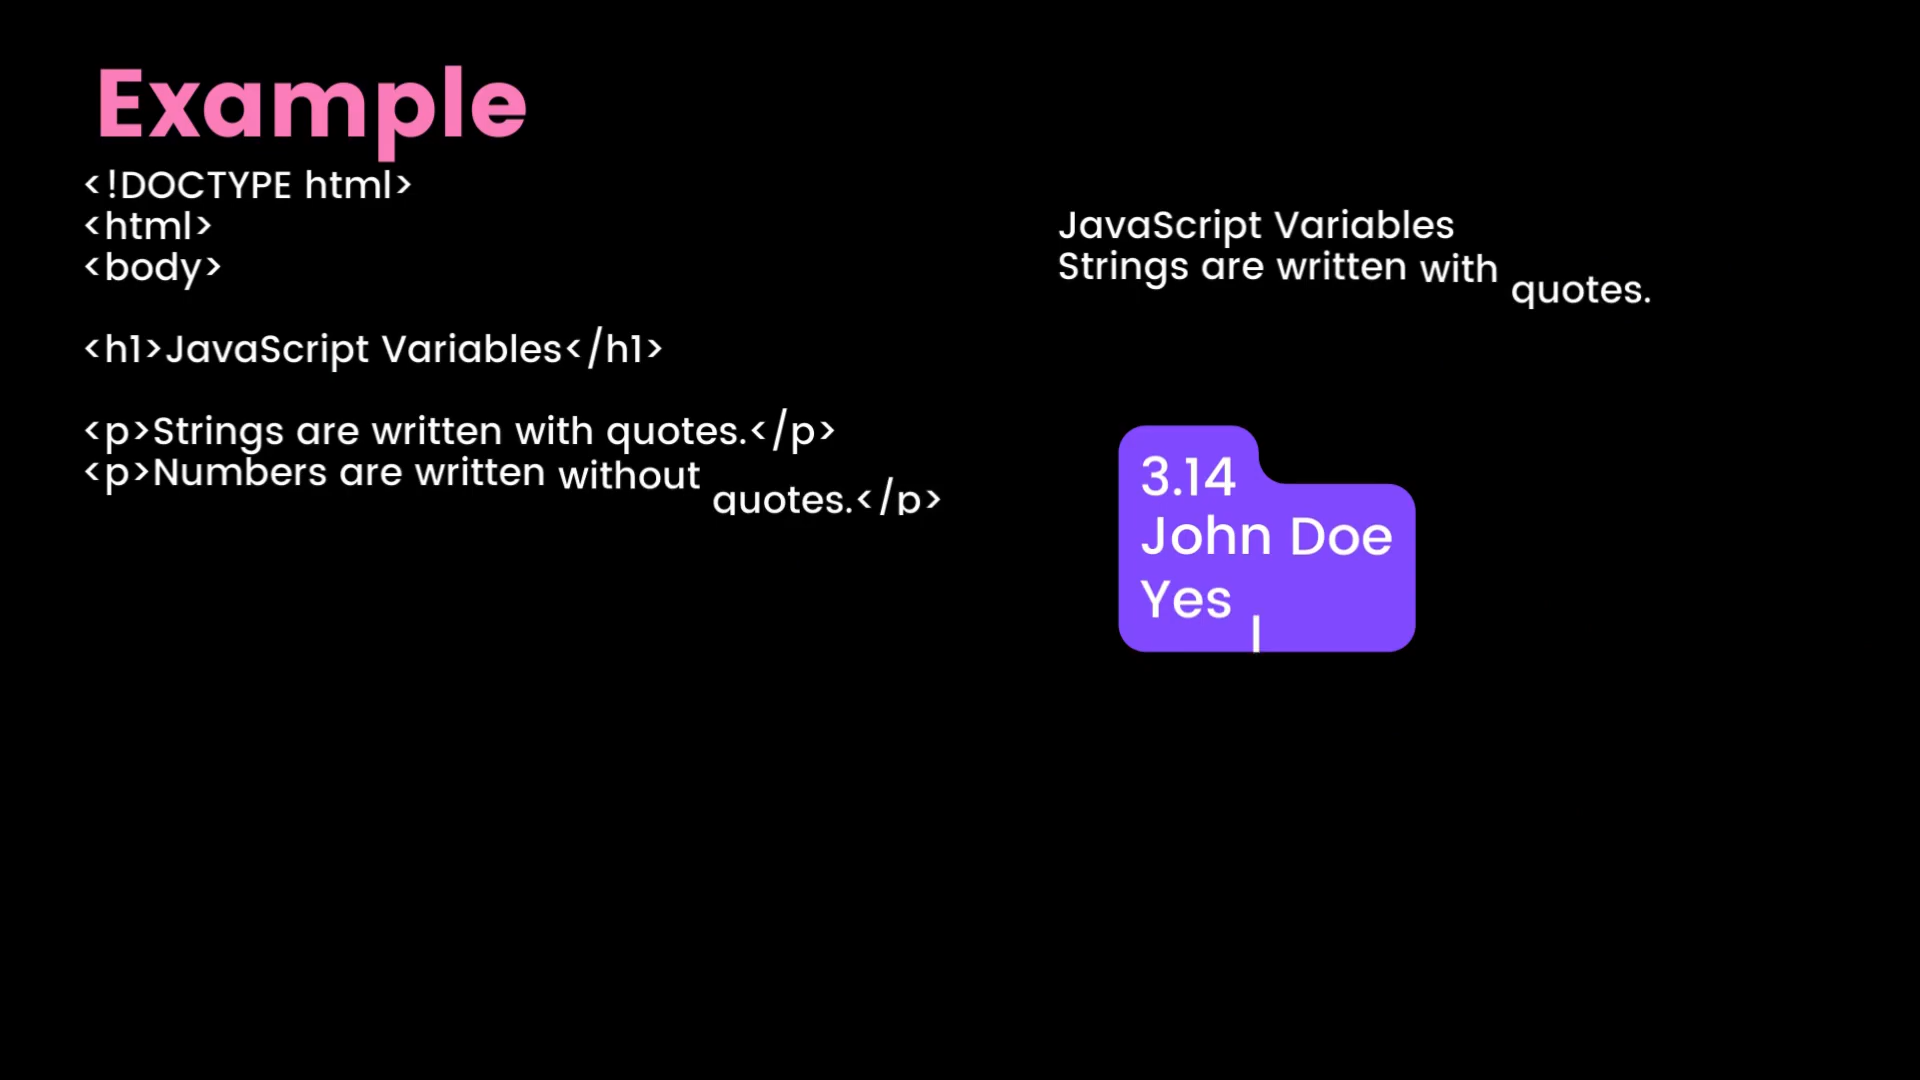 Example
<!DOCTYPE html>
<html>
<body>
<h1>JavaScript Variables</h1>
<p>Strings are written with quotes.</p>
<p>Numbers are written without quotes.</p>
JavaScript Variables
Strings are written with quotes.
3.14
John Doe
Yes